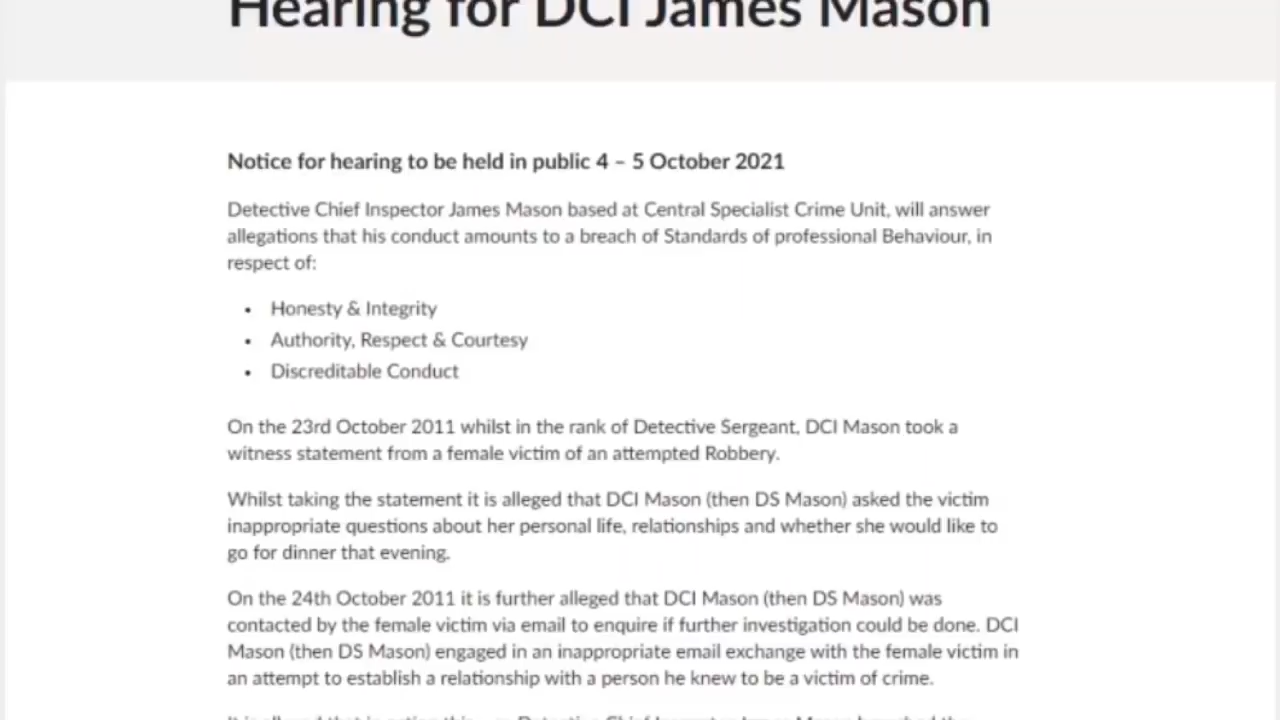 Hearing for DCI James Mason
Notice for hearing to be held in public 4 – 5 October 2021
Detective Chief Inspector James Mason based at Central Specialist Crime Unit, will answer
allegations that his conduct amounts to a breach of Standards of professional Behaviour, in
respect of:
• Honesty & Integrity
• Authority, Respect & Courtesy
• Discreditable Conduct
On the 23rd October 2011 whilst in the rank of Detective Sergeant, DCI Mason took a
witness statement from a female victim of an attempted Robbery.
Whilst taking the statement it is alleged that DCI Mason (then DS Mason) asked the victim
inappropriate questions about her personal life, relationships and whether she would like to
go for dinner that evening.
On the 24th October 2011 it is further alleged that DCI Mason (then DS Mason) was
contacted by the female victim via email to enquire if further investigation could be done. DCI
Mason (then DS Mason) engaged in an inappropriate email exchange with the female victim in
an attempt to establish a relationship with a person he knew to be a victim of crime.